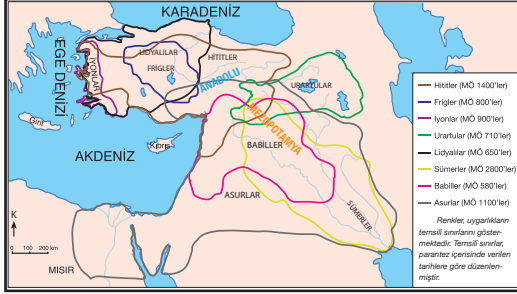 KARADENİZ
EGE DENİZİ
LİDYALILAR
HİTİTLER
FRİGLER
İYONLAR
ANADOLU
URARTULAR
MEZOPOTAMYA
Girit
Kıbrıs
AKDENİZ
BABİLLER
ASURLAR
SÜMERLER
MISIR
K
0 100 200 km
Hititler (MÖ 1400'ler)
Frigler (MÖ 800'ler)
İyonlar (MÖ 900'ler)
Urartular (MÖ 710'ler)
Lidyalılar (MÖ 650'ler)
Sümerler (MÖ 2800'ler)
Babiller (MÖ 580'ler)
Asurlar (MÖ 1100'ler)
Renkler, uygarlıkların
temsilî sınırlarını göster-
mektedir. Temsilî sınırlar,
parantez içerisinde verilen
tarihlere göre düzenlen-
miştir.